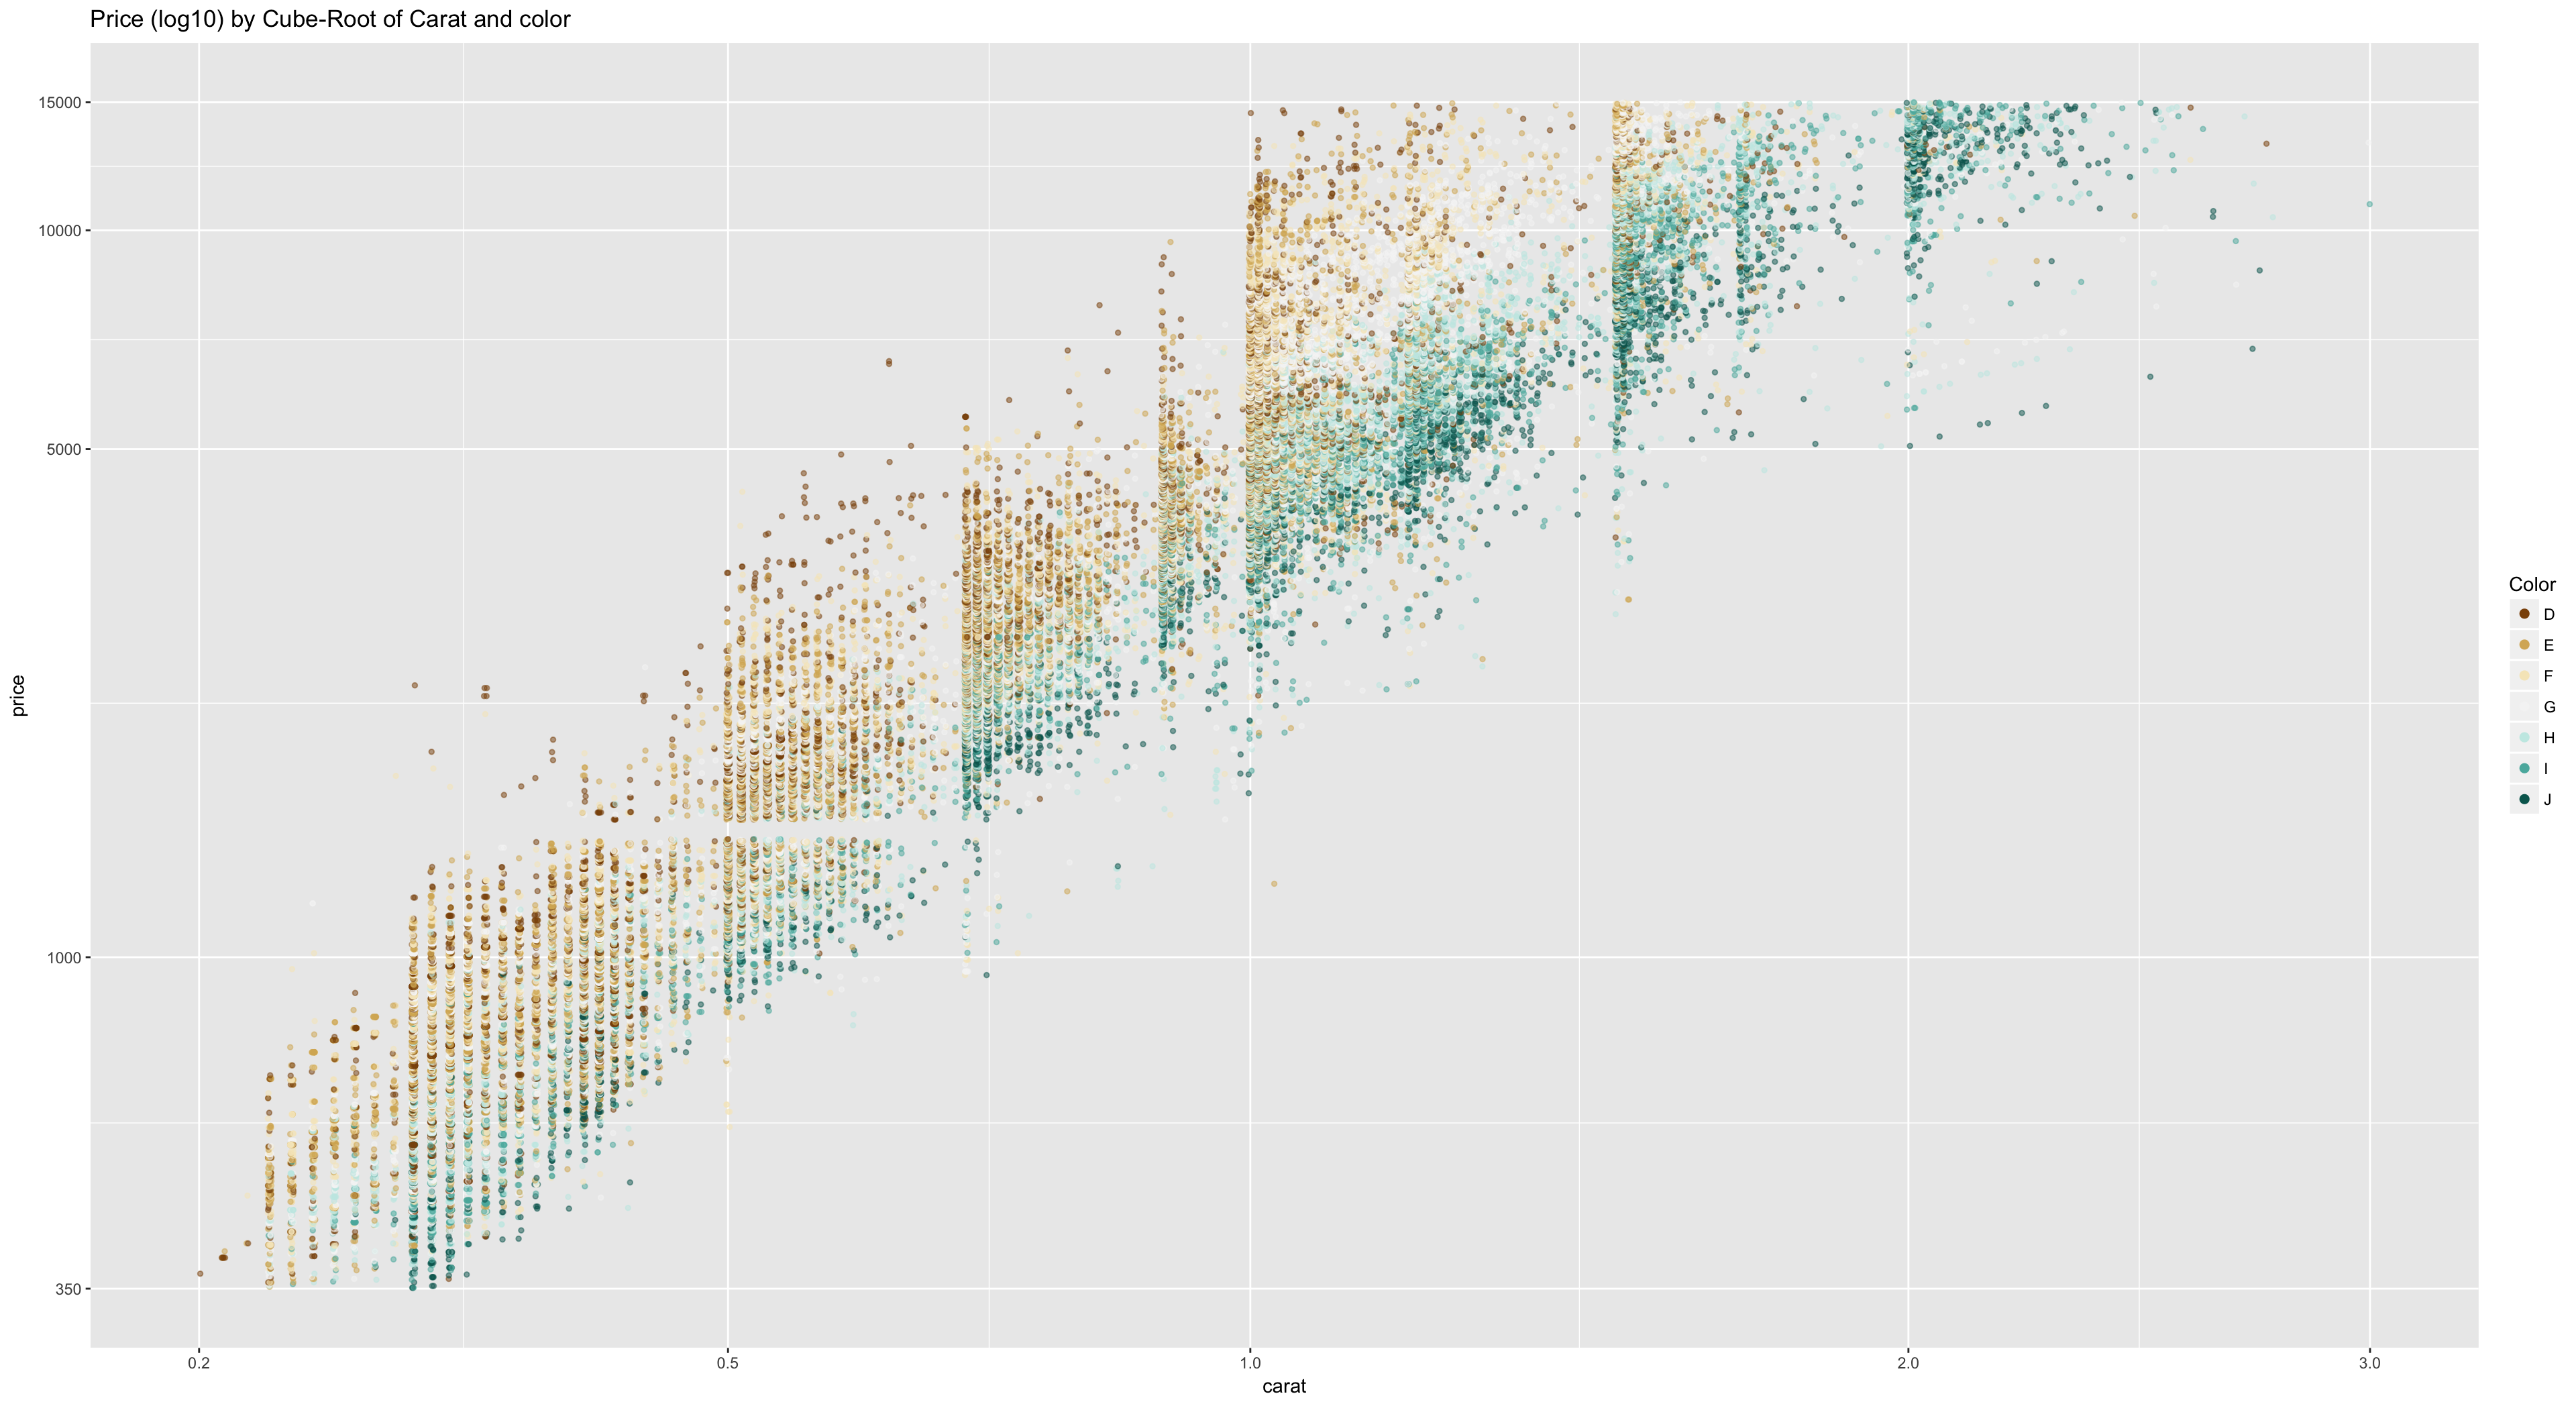 Price (log10) by Cube-Root of Carat and color
15000
10000
5000
1000
350
price
0.2
0.5
1.0
2.0
3.0
carat
Color
D
E
F
G
H
I
J